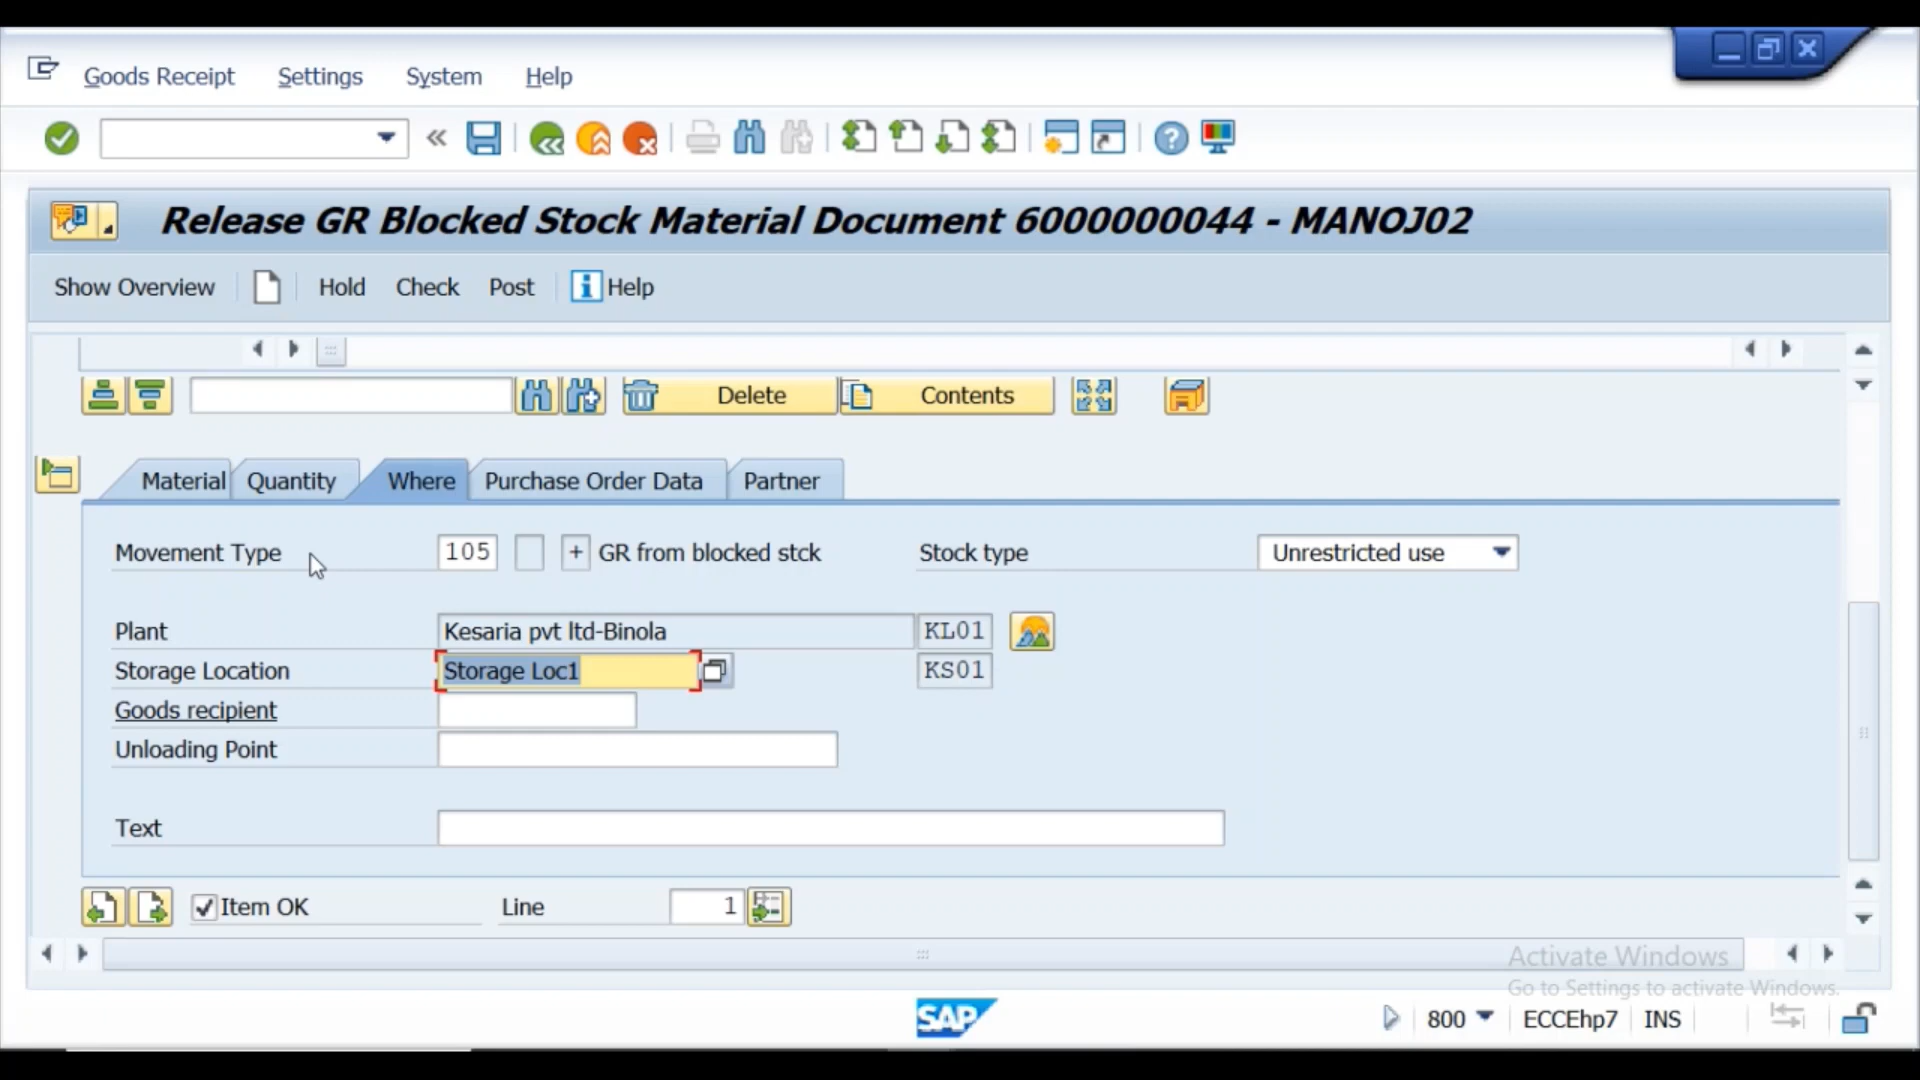 Goods Receipt Settings System Help
Release GR Blocked Stock Material Document 6000000044 - MANOJ02
Show Overview Hold Check Post Help
Delete Contents
Material Quantity Where Purchase Order Data Partner
Movement Type 105 + GR from blocked stck Stock type Unrestricted use
Plant Kesaria pvt ltd-Binola KL01
Storage Location Storage Loc1 KS01
Goods recipient
Unloading Point
Text
Item OK Line 1
Activate Windows
Go to Settings to activate Windows.
SAP 800 ECCEhp7 INS